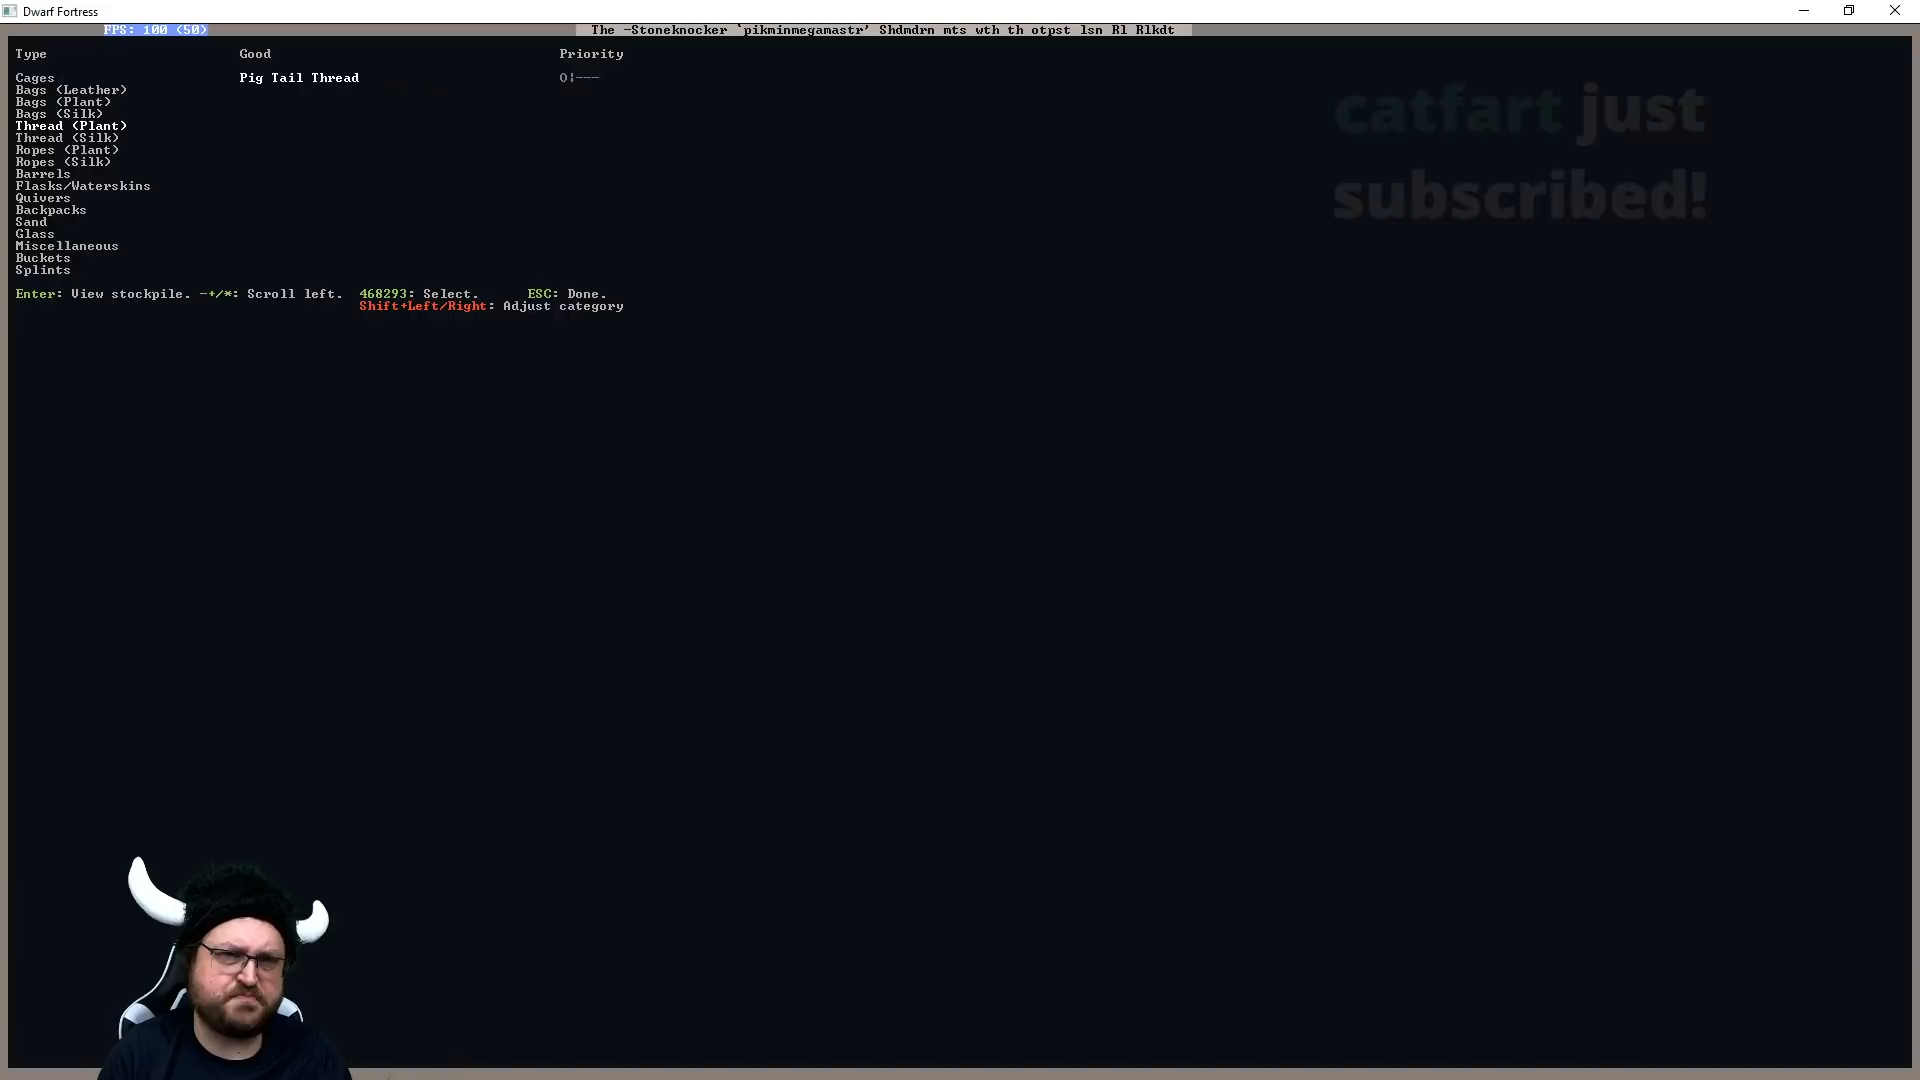 Dwarf Fortress
FPS: 100 (50)
The -Stoneknocker `pikminmegamastr' Shdmdrn mts wth th otpst lsn Rl Rlkdt
Type Good Priority
Cages Pig Tail Thread 0|---
Bags (Leather)
Bags (Plant)
Bags (Silk)
Thread (Plant)
Thread (Silk)
Ropes (Plant)
Ropes (Silk)
Barrels
Flasks/Waterskins
Quivers
Backpacks
Sand
Glass
Miscellaneous
Buckets
Splints
Enter: View stockpile. -+/*: Scroll left. 468293: Select. ESC: Done.
Shift+Left/Right: Adjust category
catfart just
subscribed!